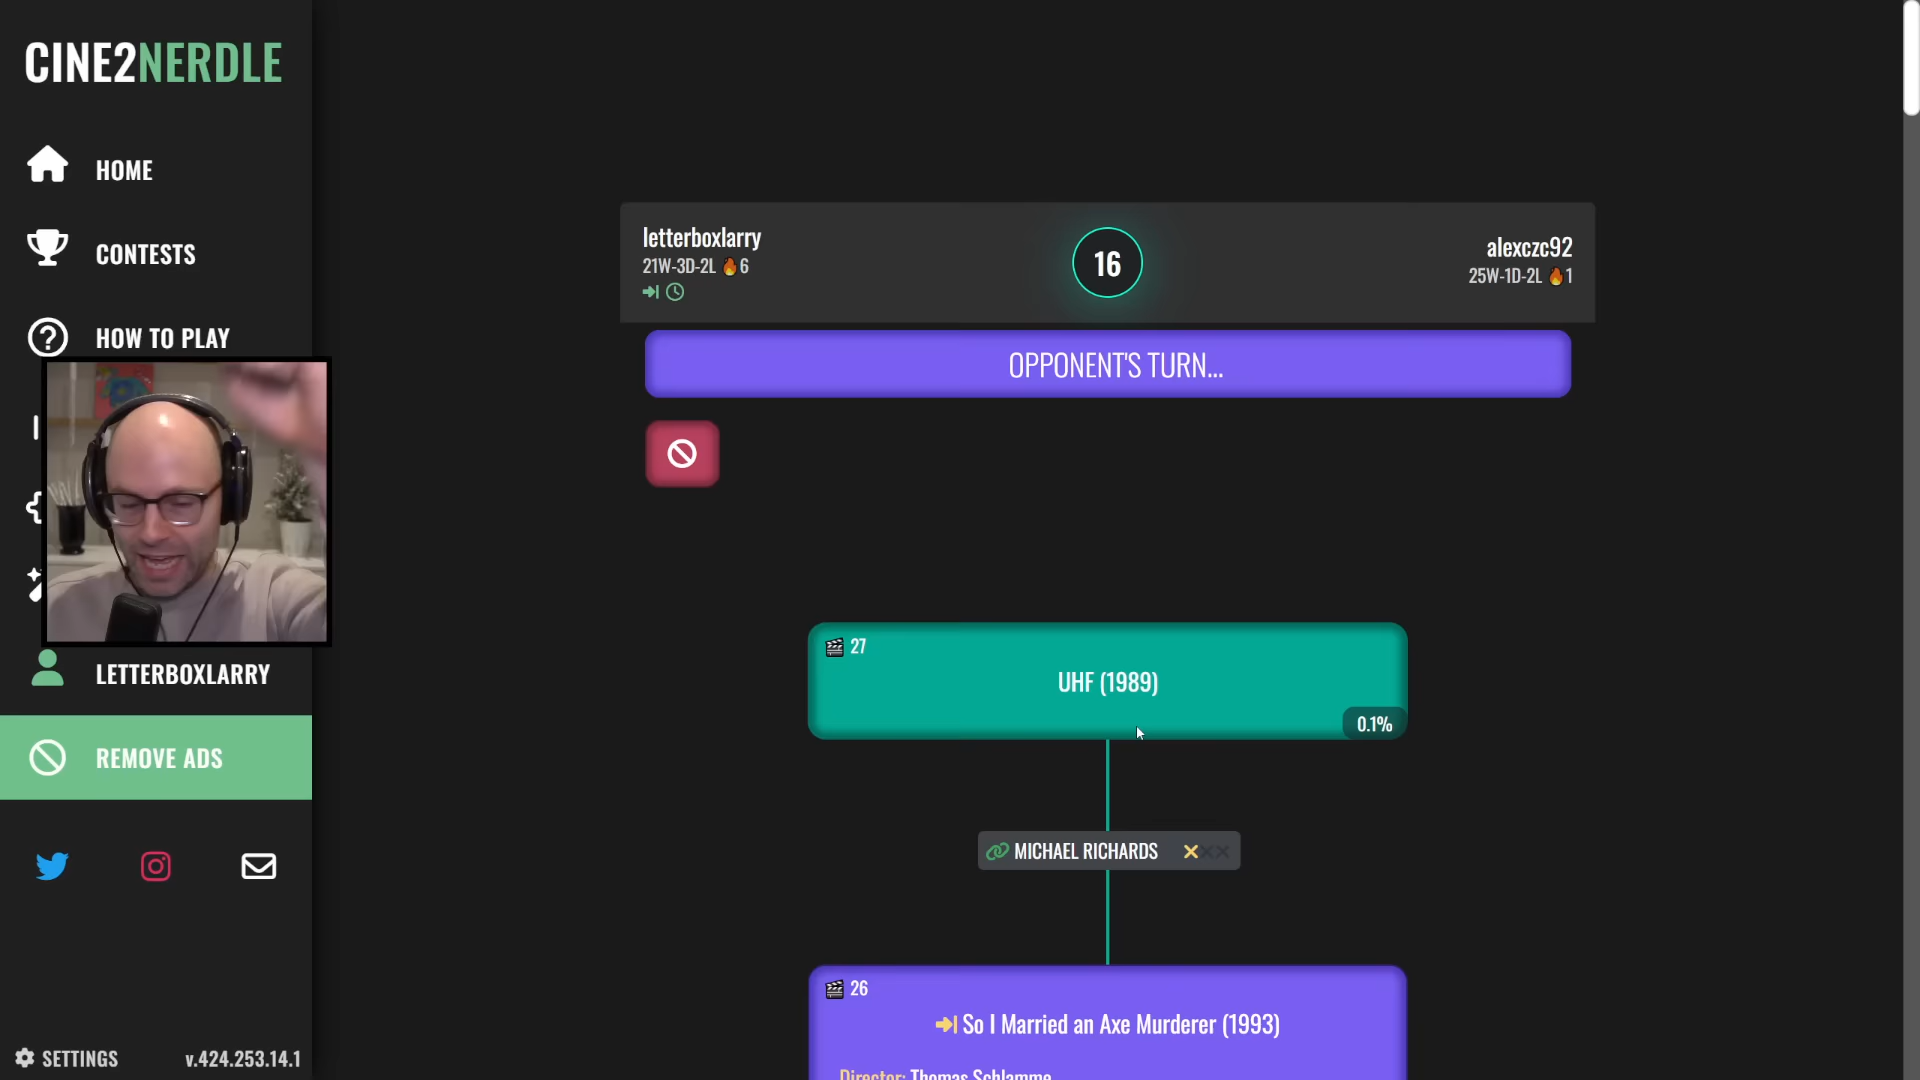 CINE2NERDLE
HOME
CONTESTS
HOW TO PLAY
LETTERBOXLARRY
REMOVE ADS
SETTINGS
v.424.253.14.1
letterboxlarry
21W-3D-2L 🔥6
16
alexczc92
25W-1D-2L 🔥1
OPPONENT'S TURN...
27
UHF (1989)
0.1%
MICHAEL RICHARDS
26
So I Married an Axe Murderer (1993)
Director: Thomas Schlamme